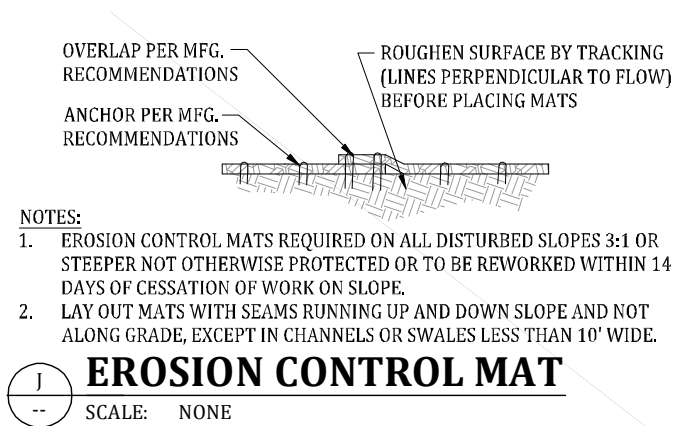 OVERLAP PER MFG.
RECOMMENDATIONS
ANCHOR PER MFG.
RECOMMENDATIONS
ROUGHEN SURFACE BY TRACKING
(LINES PERPENDICULAR TO FLOW)
BEFORE PLACING MATS
NOTES:
1. EROSION CONTROL MATS REQUIRED ON ALL DISTURBED SLOPES 3:1 OR
STEEPER NOT OTHERWISE PROTECTED OR TO BE REWORKED WITHIN 14
DAYS OF CESSATION OF WORK ON SLOPE.
2. LAY OUT MATS WITH SEAMS RUNNING UP AND DOWN SLOPE AND NOT
ALONG GRADE, EXCEPT IN CHANNELS OR SWALES LESS THAN 10' WIDE.
J
--
EROSION CONTROL MAT
SCALE: NONE